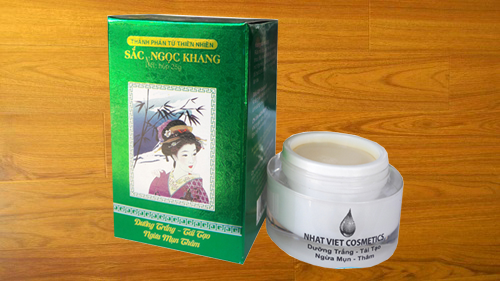 THÀNH PHẦN TỪ THIÊN NHIÊN
SẮC NGỌC KHANG
Dưỡng Trắng - Tái Tạo
Ngừa Mụn Thâm
NHAT VIET COSMETICS
Dưỡng Trắng - Tái Tạo
Ngừa Mụn - Thâm